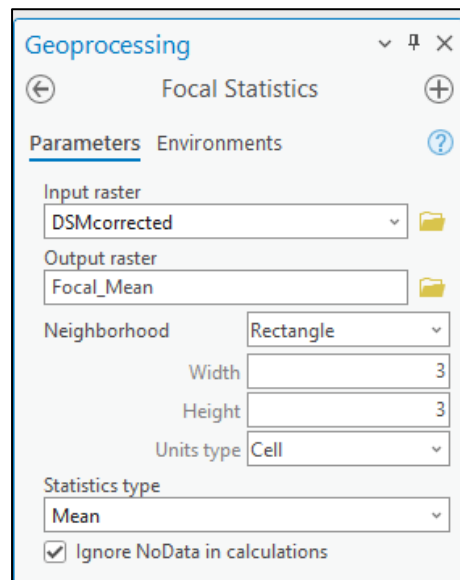 Geoprocessing
Focal Statistics
Parameters Environments
Input raster
DSMcorrected
Output raster
Focal_Mean
Neighborhood Rectangle
Width 3
Height 3
Units type Cell
Statistics type
Mean
Ignore NoData in calculations